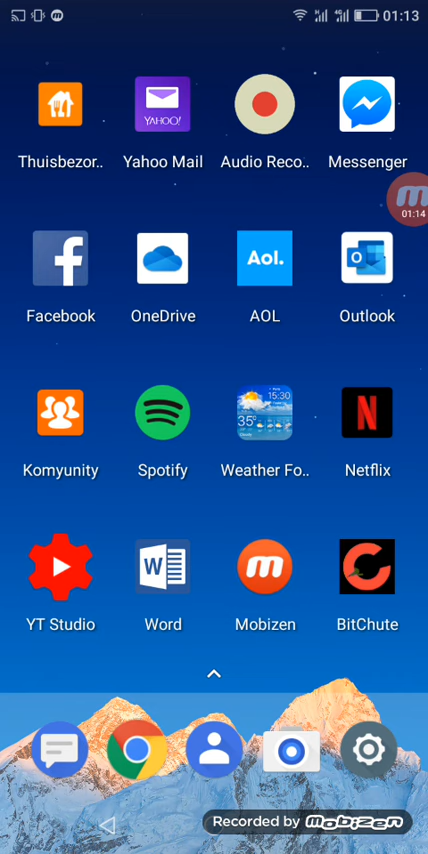 01:13
YAHOO!
Thuisbezor.. Yahoo Mail Audio Reco.. Messenger
01:14
Aol.
Facebook OneDrive AOL Outlook
15:30
35°
Komyunity Spotify Weather Fo.. Netflix
W
YT Studio Word Mobizen BitChute
Recorded by mobizen